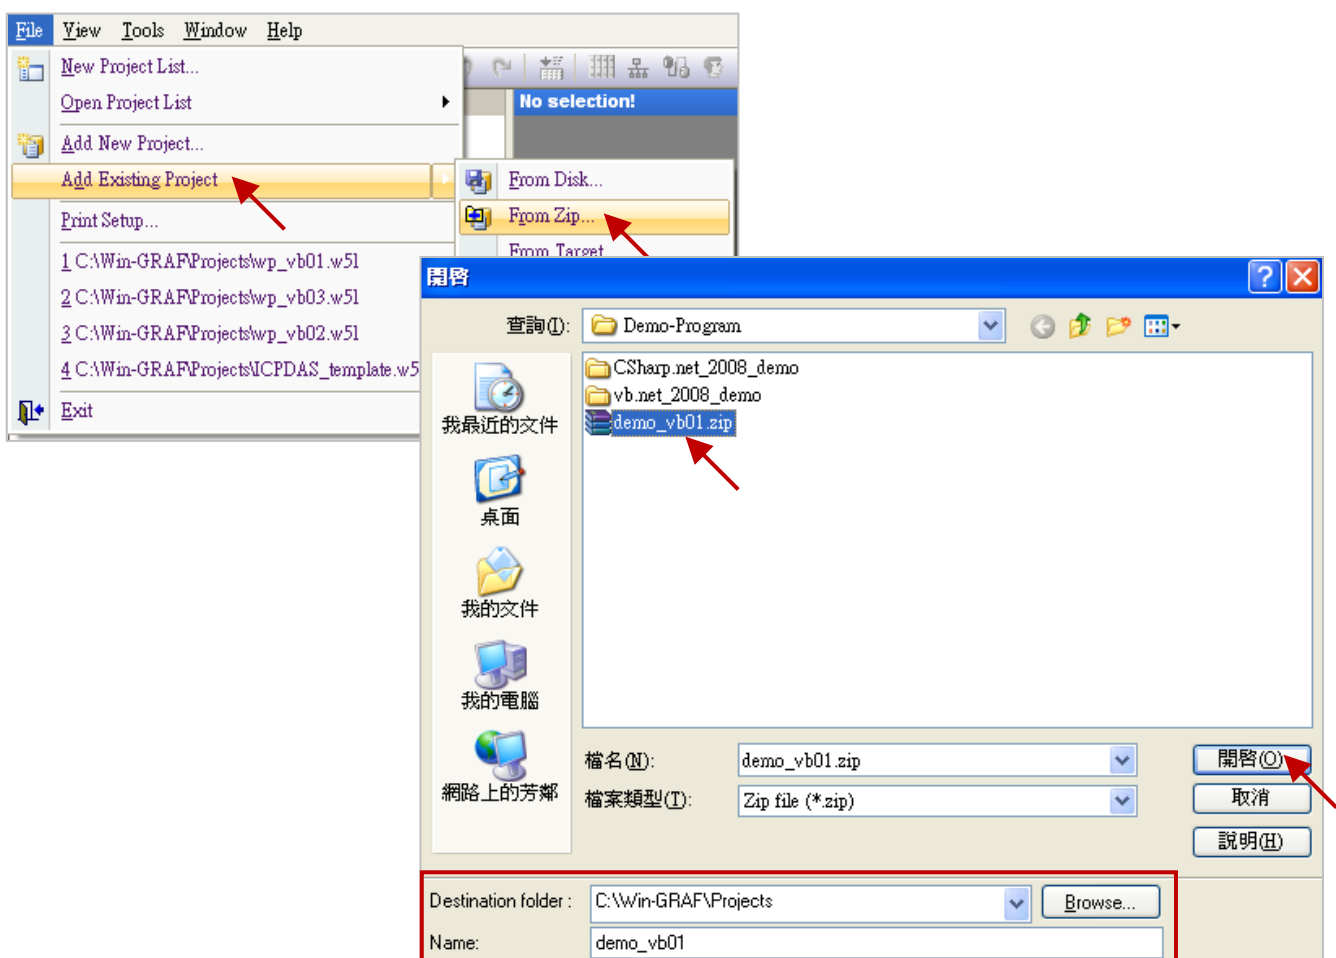 File View Tools Window Help
New Project List...
Open Project List
Add New Project...
Add Existing Project
Print Setup...
1 C:\Win-GRAF\Projects\wp_vb01.w5l
2 C:\Win-GRAF\Projects\wp_vb03.w5l
3 C:\Win-GRAF\Projects\wp_vb02.w5l
4 C:\Win-GRAF\Projects\ICPDAS_template.w5
Exit
No selection!
From Disk...
From Zip...
From Target
開啓
查詢(I):
Demo-Program
CSharp.net_2008_demo
vb.net_2008_demo
demo_vb01.zip
我最近的文件
桌面
我的文件
我的電腦
網路上的芳鄰
檔名(N):
demo_vb01.zip
開啓(O)
檔案類型(T):
Zip file (*.zip)
取消
說明(H)
Destination folder :
C:\Win-GRAF\Projects
Browse...
Name:
demo_vb01